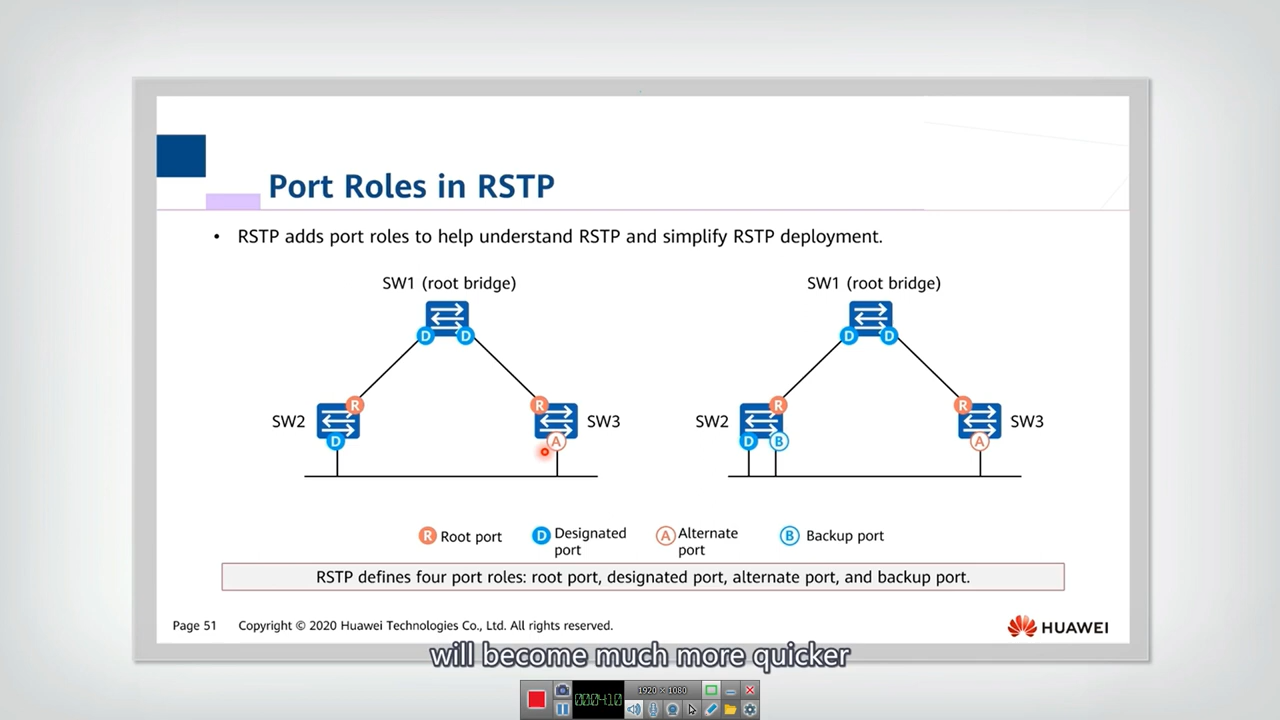 Port Roles in RSTP
• RSTP adds port roles to help understand RSTP and simplify RSTP deployment.
SW1 (root bridge)
D D
R R
SW2 SW3
D A
SW1 (root bridge)
D D
R R
SW2 SW3
D B A
R Root port
D Designated port
A Alternate port
B Backup port
RSTP defines four port roles: root port, designated port, alternate port, and backup port.
Page 51 Copyright © 2020 Huawei Technologies Co., Ltd. All rights reserved.
HUAWEI
will become much more quicker
1920 × 1080
000:04:10